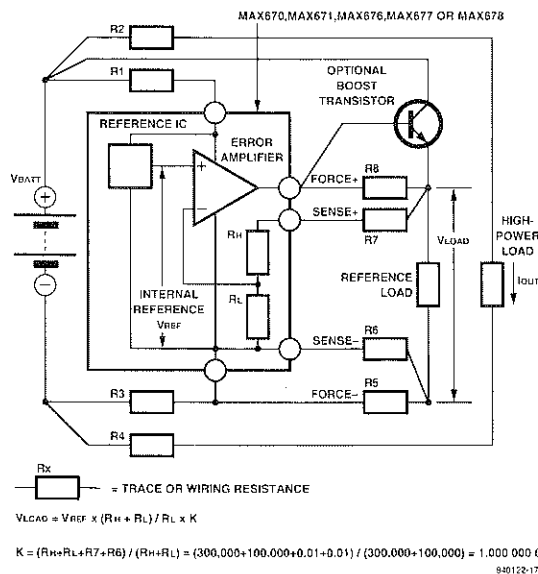 MAX670,MAX671,MAX676,MAX677 OR MAX678
R2
R1
OPTIONAL
BOOST
TRANSISTOR
REFERENCE IC
ERROR
AMPLIFIER
VBATT
FORCE+
R8
SENSE+
R7
RH
RL
VLOAD
HIGH-
POWER
LOAD
IOUT
REFERENCE
LOAD
INTERNAL
REFERENCE
VREF
SENSE–
R6
R3
FORCE–
R5
R4
Rx
= TRACE OR WIRING RESISTANCE
VLOAD = VREF x (RH + RL) / RL x K
K = (RH+RL+R7+R6) / (RH+RL) = (300,000+100,000+0.01+0.01) / (300,000+100,000) = 1.000 000
940122-17